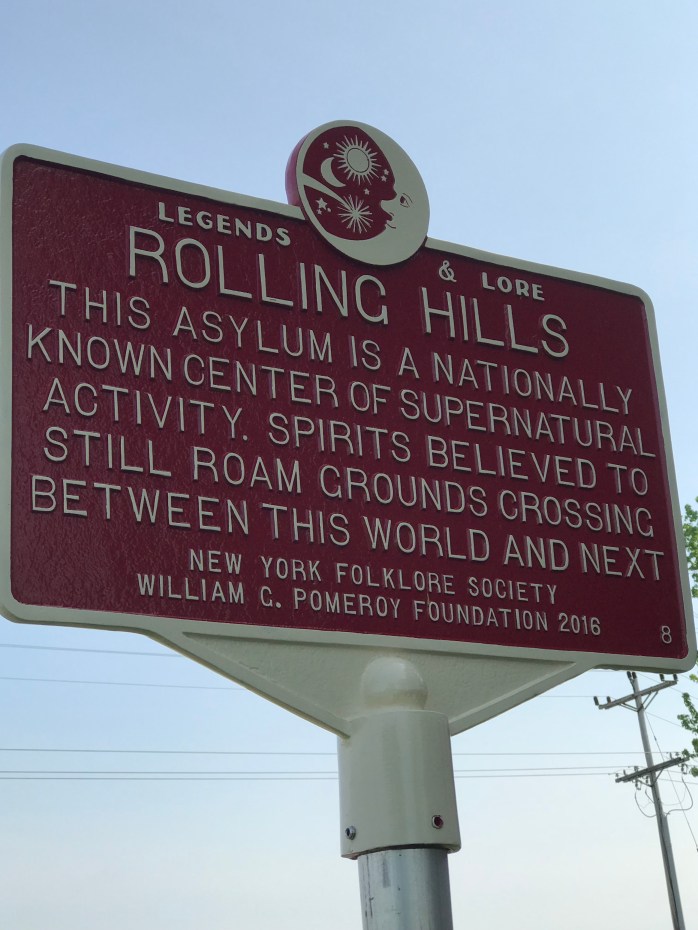 LEGENDS & LORE
ROLLING HILLS
THIS ASYLUM IS A NATIONALLY
KNOWN CENTER OF SUPERNATURAL
ACTIVITY. SPIRITS BELIEVED TO
STILL ROAM GROUNDS CROSSING
BETWEEN THIS WORLD AND NEXT
NEW YORK FOLKLORE SOCIETY
WILLIAM G. POMEROY FOUNDATION 2016
8